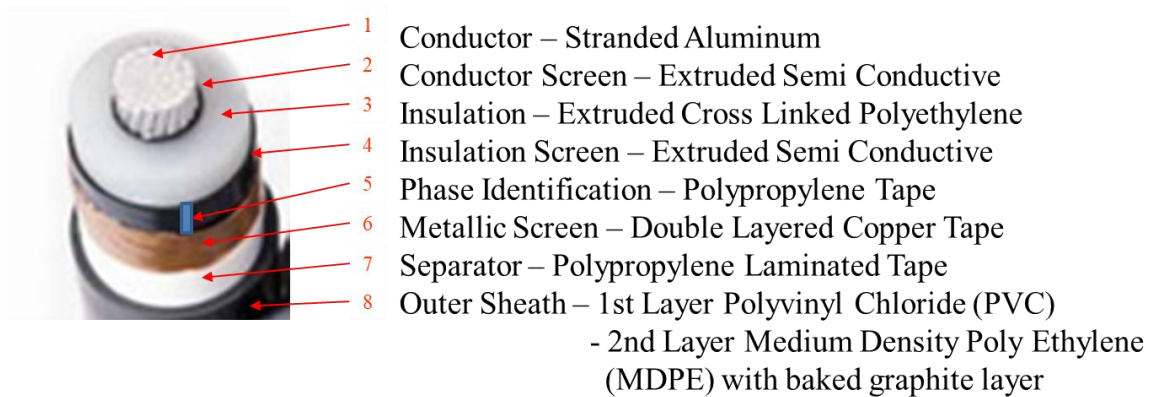 1 Conductor – Stranded Aluminum
2 Conductor Screen – Extruded Semi Conductive
3 Insulation – Extruded Cross Linked Polyethylene
4 Insulation Screen – Extruded Semi Conductive
5 Phase Identification – Polypropylene Tape
6 Metallic Screen – Double Layered Copper Tape
7 Separator – Polypropylene Laminated Tape
8 Outer Sheath – 1st Layer Polyvinyl Chloride (PVC)
- 2nd Layer Medium Density Poly Ethylene
(MDPE) with baked graphite layer